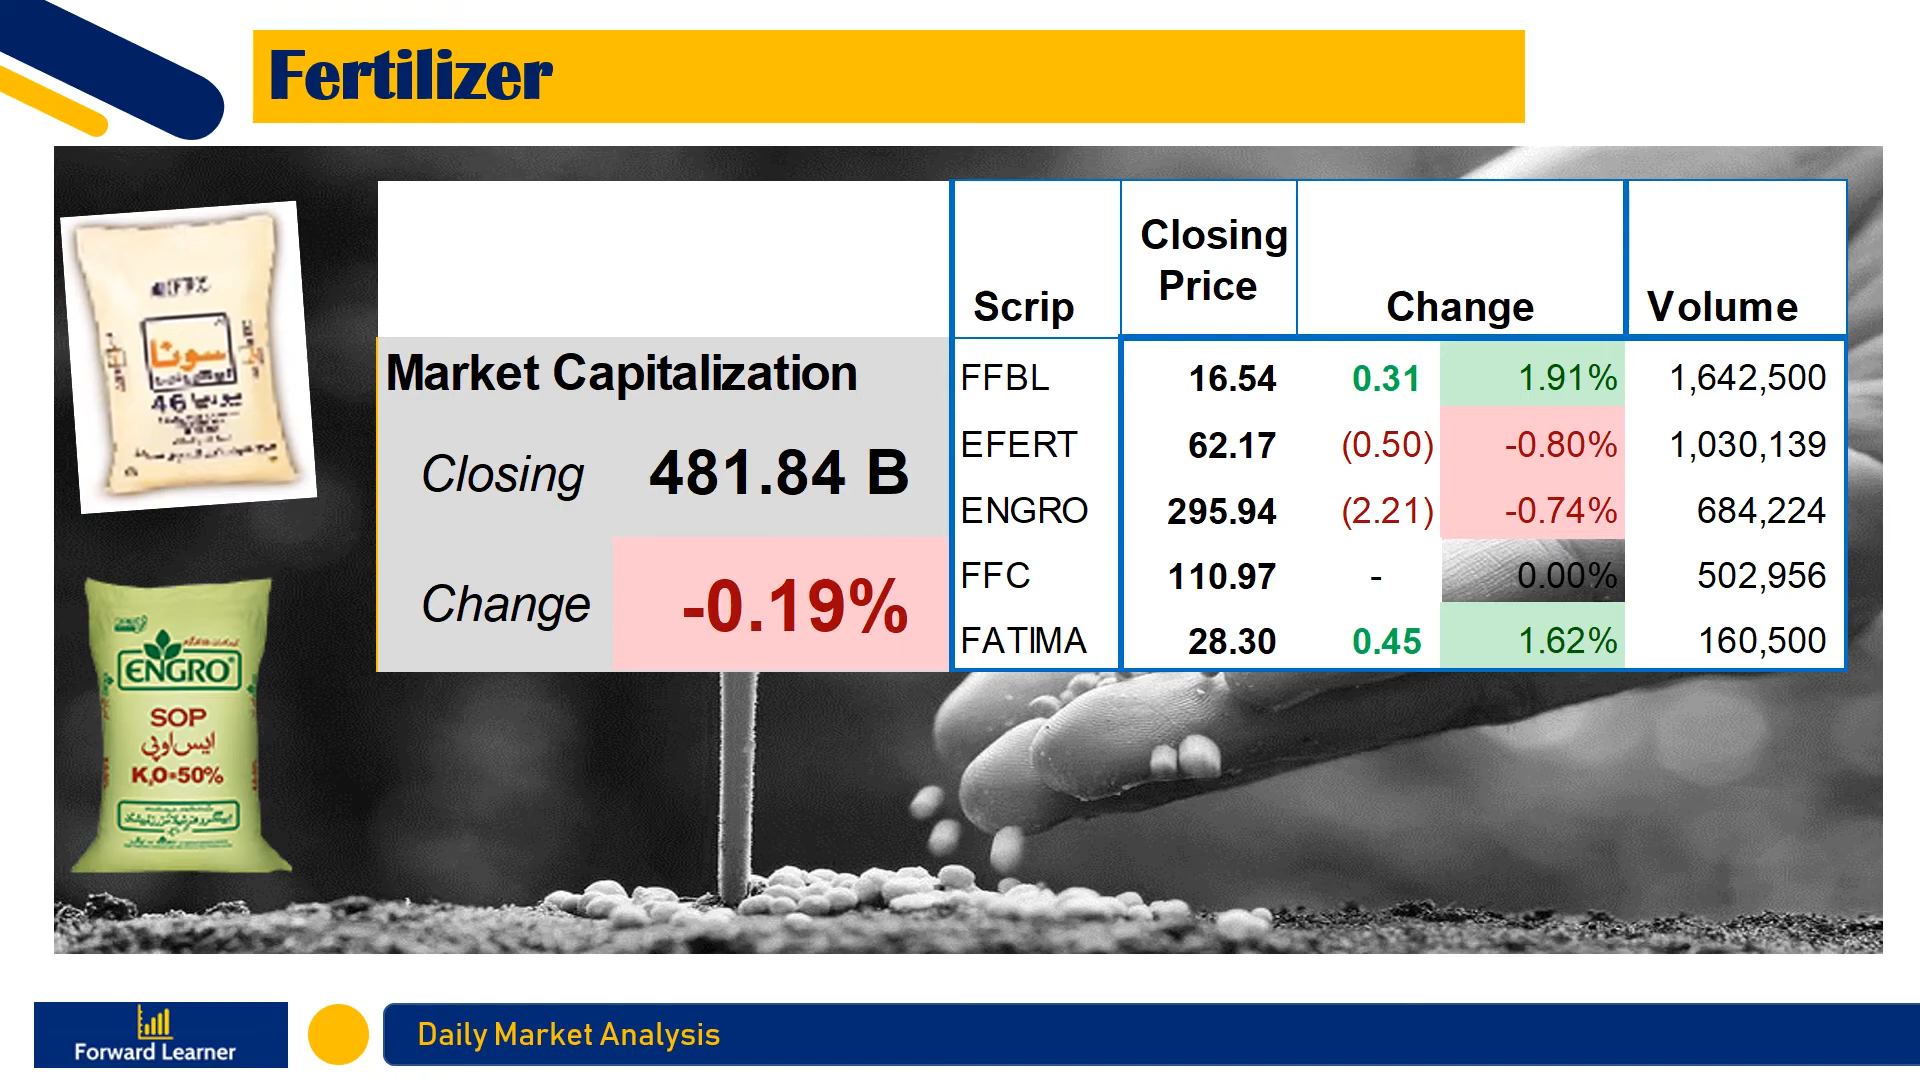 Fertilizer
Closing
Price
Scrip
Change
Volume
Market Capitalization
Closing 481.84 B
Change -0.19%
FFBL 16.54 0.31 1.91% 1,642,500
EFERT 62.17 (0.50) -0.80% 1,030,139
ENGRO 295.94 (2.21) -0.74% 684,224
FFC 110.97 - 0.00% 502,956
FATIMA 28.30 0.45 1.62% 160,500
سونا
46
ENGRO
SOP
ایس او پی
K₂O=50%
Forward Learner
Daily Market Analysis